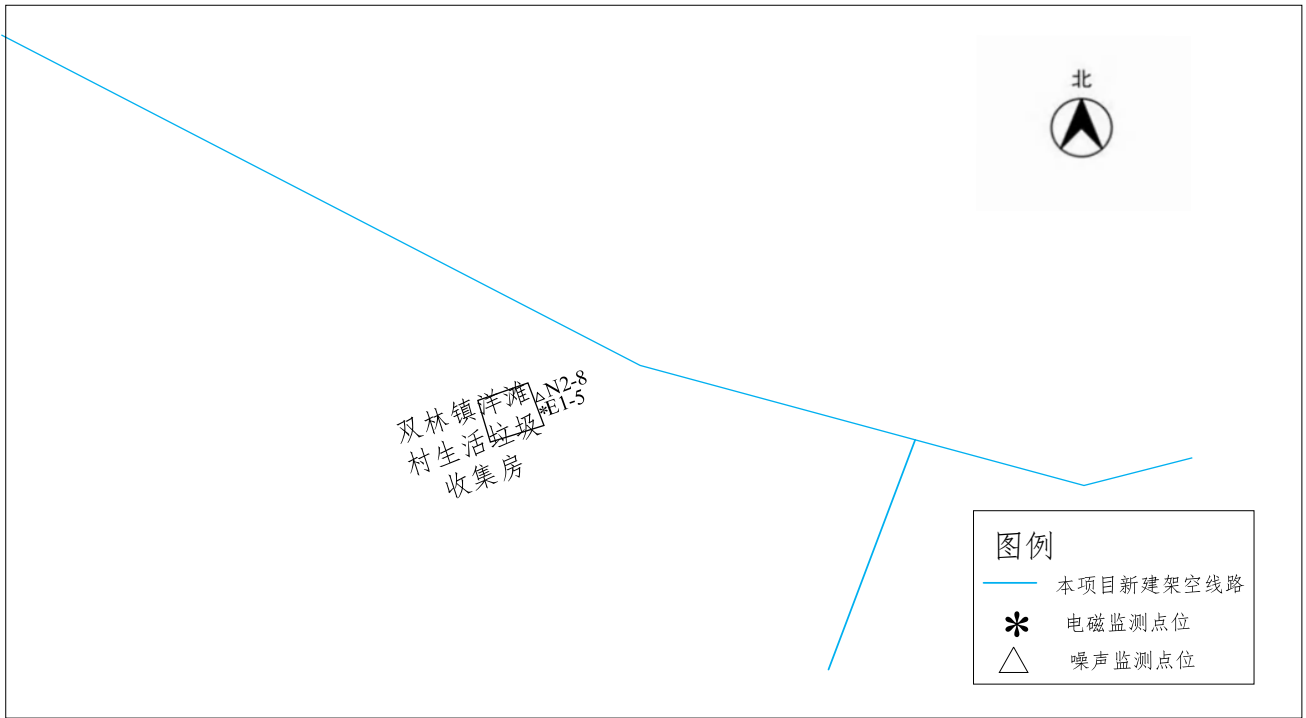 北
双林镇洋滩
村生活垃圾
收集房
N2-8
*E1-5
图例
本项目新建架空线路
电磁监测点位
噪声监测点位